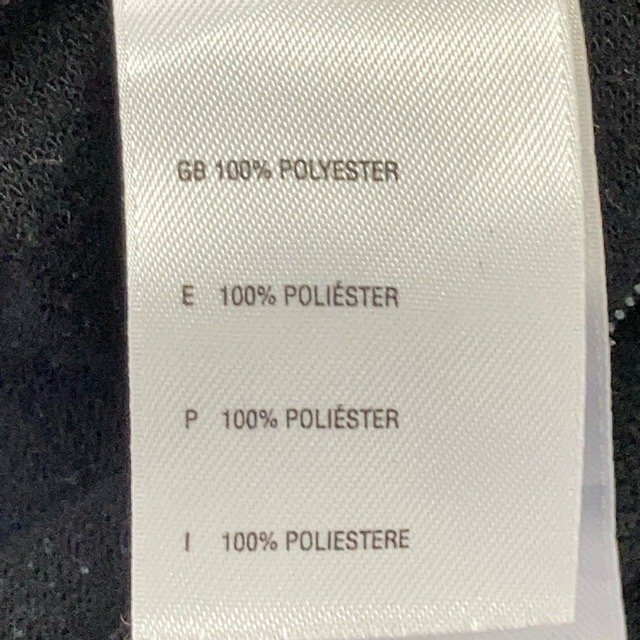 GB 100% POLYESTER
E 100% POLIÉSTER
P 100% POLIÉSTER
I 100% POLIESTERE